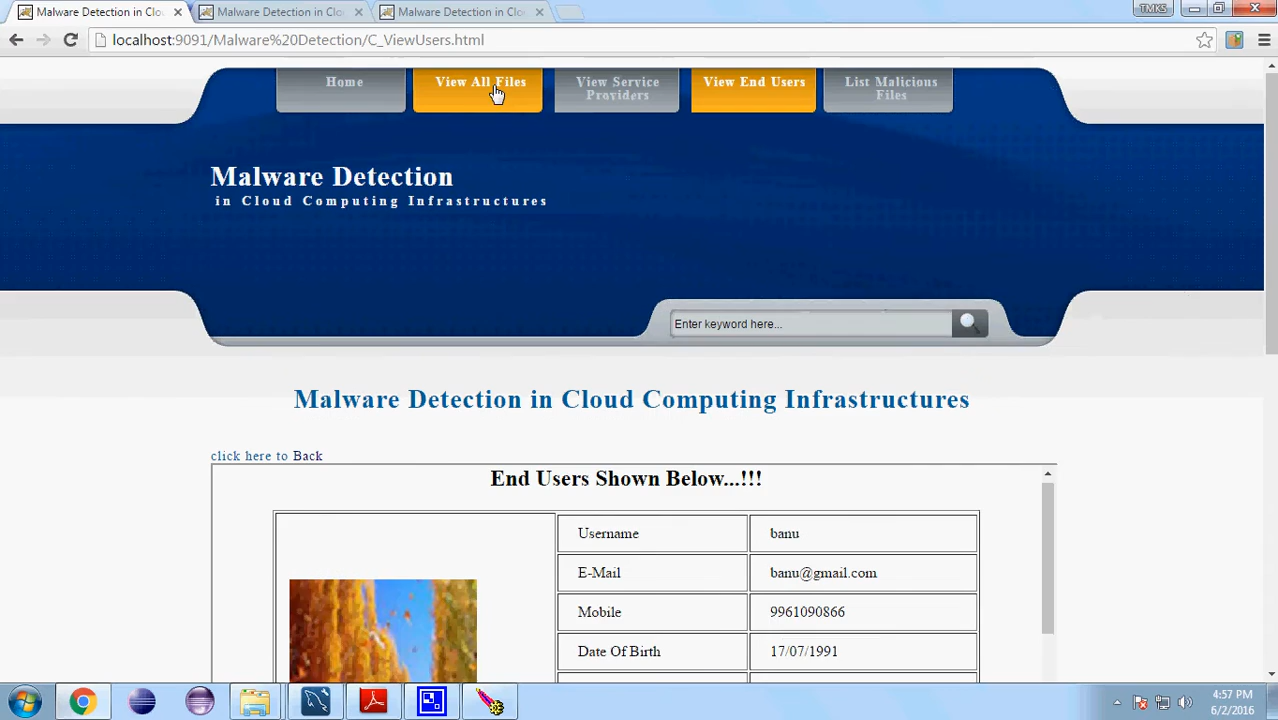 Malware Detection in Clo
Malware Detection in Clo
Malware Detection in Clo
TMKS
localhost:9091/Malware%20Detection/C_ViewUsers.html
Home
View All Files
View Service
Providers
View End Users
List Malicious
Files
Malware Detection
in Cloud Computing Infrastructures
Enter keyword here...
Malware Detection in Cloud Computing Infrastructures
click here to Back
End Users Shown Below...!!!
Username banu
E-Mail banu@gmail.com
Mobile 9961090866
Date Of Birth 17/07/1991
4:57 PM
6/2/2016